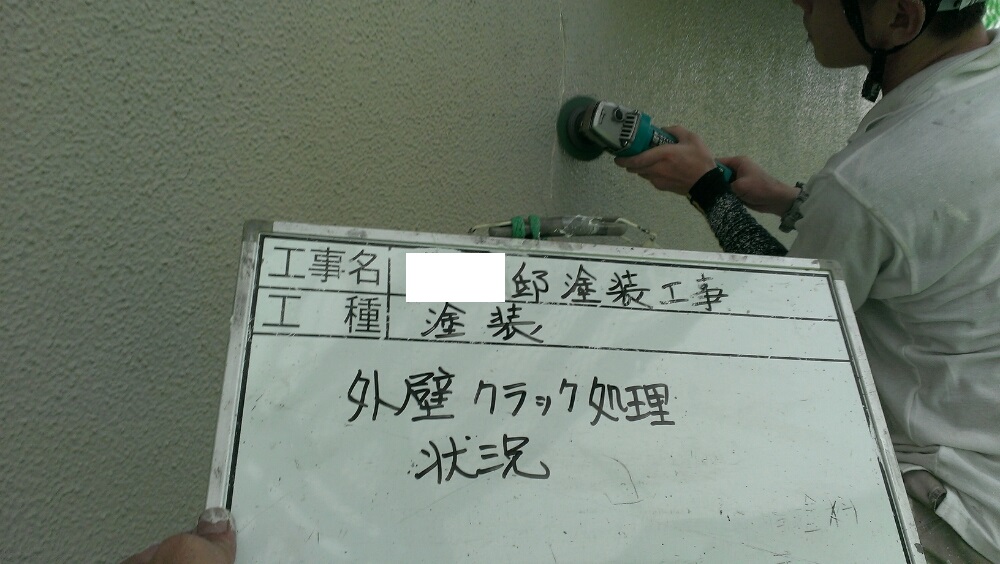 工事名 邸塗装工事
工種 塗装
外壁クラック処理
状況